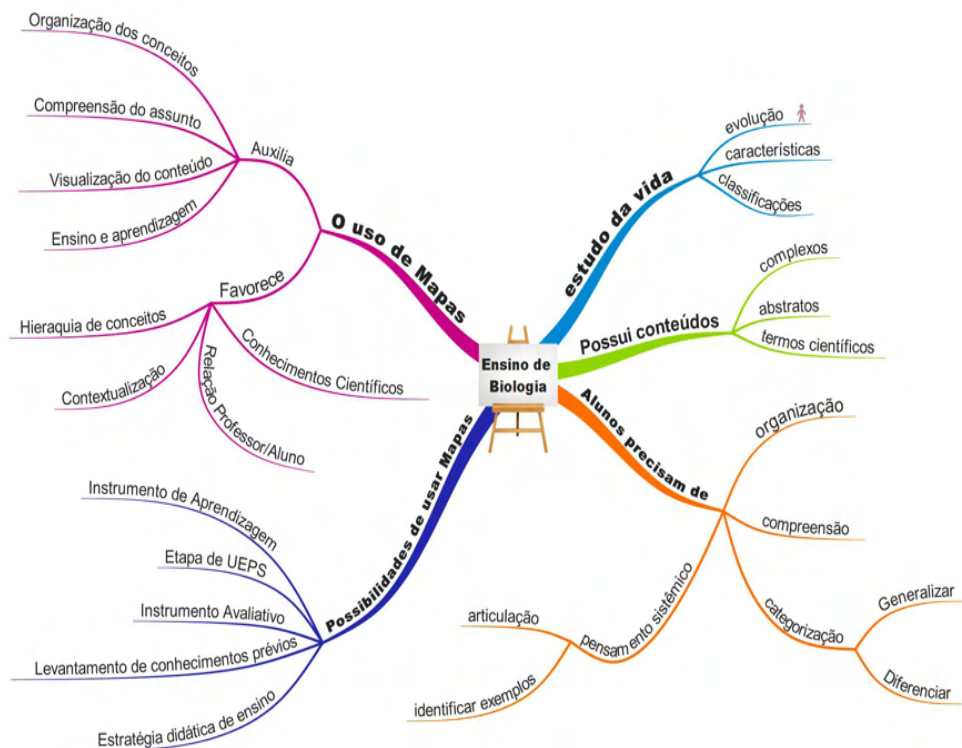 Ensino de
Biologia
estudo da vida
evolução
características
classificações
Possui conteúdos
complexos
abstratos
termos científicos
Alunos precisam de
organização
compreensão
categorização
Generalizar
Diferenciar
pensamento sistêmico
articulação
identificar exemplos
Possibilidades de usar Mapas
Instrumento de Aprendizagem
Etapa de UEPS
Instrumento Avaliativo
Levantamento de conhecimentos prévios
Estratégia didática de ensino
O uso de Mapas
Auxilia
Organização dos conceitos
Compreensão do assunto
Visualização do conteúdo
Ensino e aprendizagem
Favorece
Hieraquia de conceitos
Contextualização
Relação Professor/Aluno
Conhecimentos Científicos